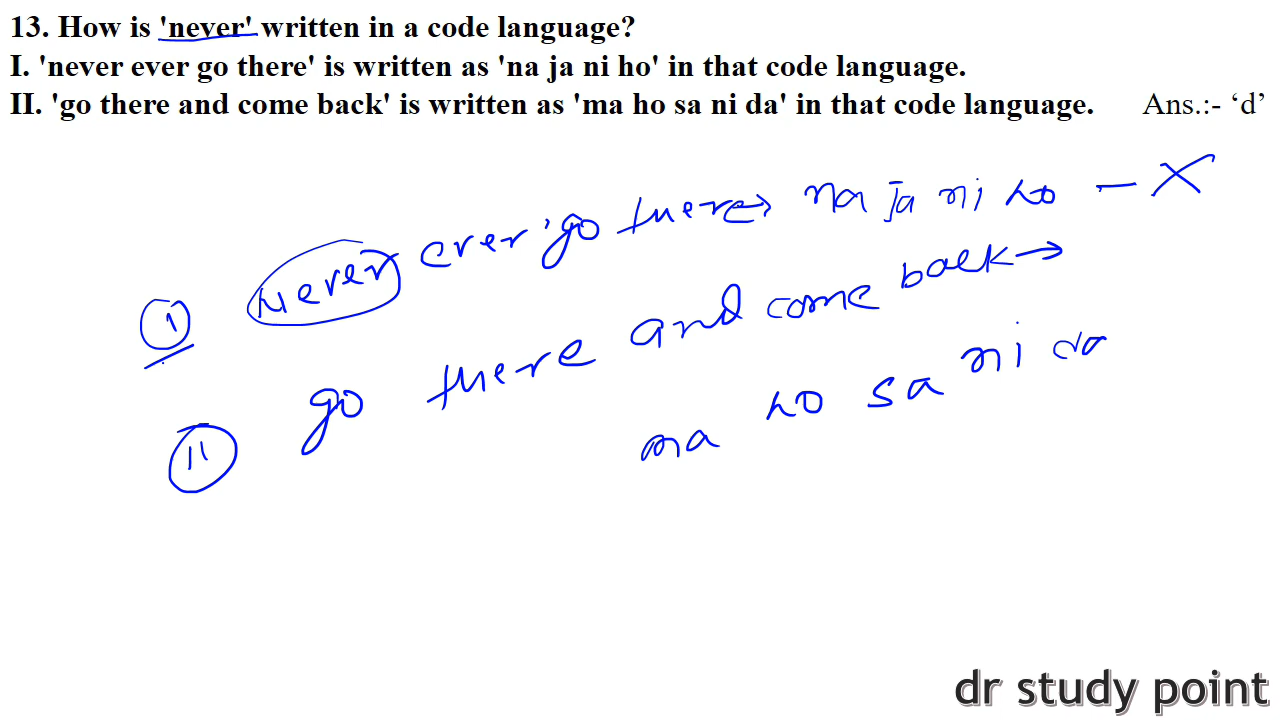 13. How is 'never' written in a code language?
I. 'never ever go there' is written as 'na ja ni ho' in that code language.
II. 'go there and come back' is written as 'ma ho sa ni da' in that code language. Ans.:- ‘d’
I Never ever go there → na ja ni ho – X
II go there and come back →
ma ho sa ni da
dr study point